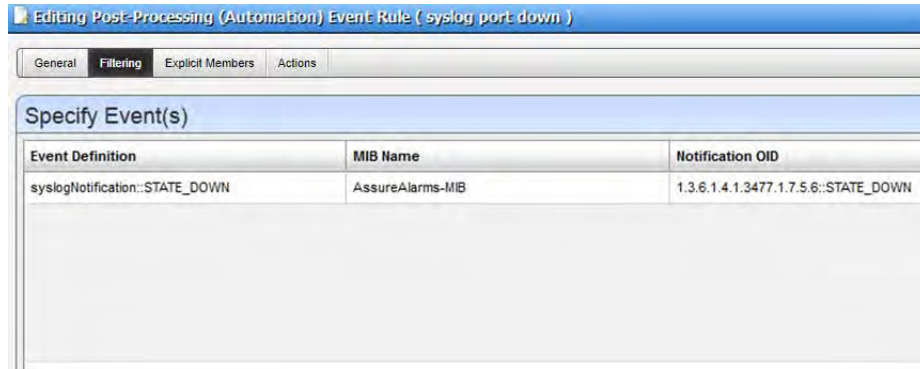 Editing Post-Processing (Automation) Event Rule ( syslog port down )
General Filtering Explicit Members Actions
Specify Event(s)
Event Definition MIB Name Notification OID
syslogNotification::STATE_DOWN AssureAlarms-MIB 1.3.6.1.4.1.3477.1.7.5.6::STATE_DOWN